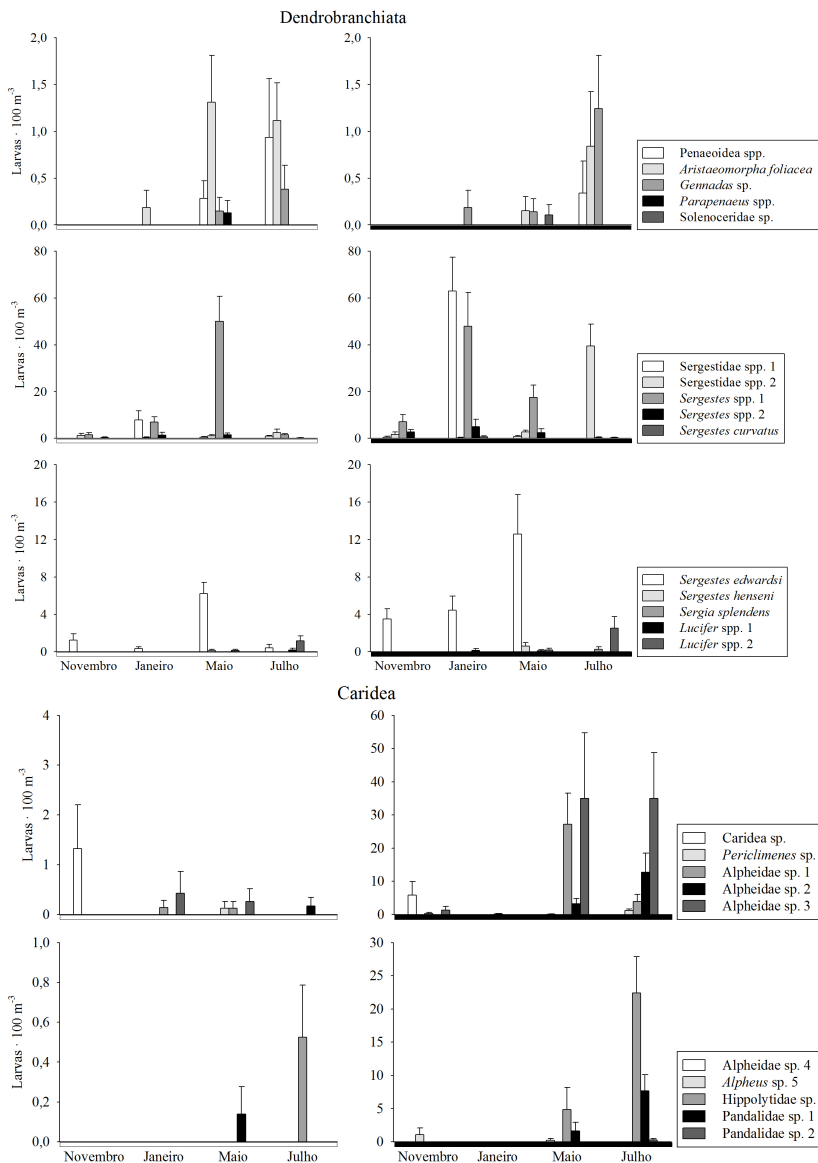 Dendrobranchiata
2,0
1,5
1,0
0,5
0,0
Larvas · 100 m-3
2,0
1,5
1,0
0,5
0,0
Penaeoidea spp.
Aristaeomorpha foliacea
Gennadas sp.
Parapenaeus spp.
Solenoceridae sp.
80
60
40
20
0
Larvas · 100 m-3
80
60
40
20
0
Sergestidae spp. 1
Sergestidae spp. 2
Sergestes spp. 1
Sergestes spp. 2
Sergestes curvatus
20
16
12
8
4
0
Larvas · 100 m-3
Novembro Janeiro Maio Julho
20
16
12
8
4
0
Novembro Janeiro Maio Julho
Sergestes edwardsi
Sergestes henseni
Sergia splendens
Lucifer spp. 1
Lucifer spp. 2
Caridea
4
3
2
1
0
Larvas · 100 m-3
60
50
40
30
20
10
0
Caridea sp.
Periclimenes sp.
Alpheidae sp. 1
Alpheidae sp. 2
Alpheidae sp. 3
1,0
0,8
0,6
0,4
0,2
0,0
Larvas · 100 m-3
Novembro Janeiro Maio Julho
30
25
20
15
10
5
0
Novembro Janeiro Maio Julho
Alpheidae sp. 4
Alpheus sp. 5
Hippolytidae sp.
Pandalidae sp. 1
Pandalidae sp. 2